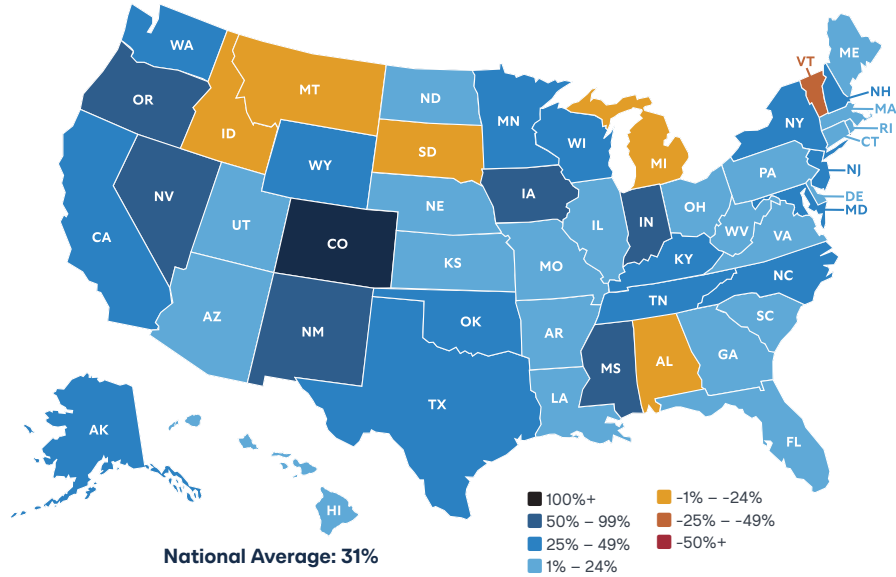 WA
OR
CA
NV
ID
MT
WY
UT
AZ
CO
NM
ND
SD
NE
KS
OK
TX
MN
IA
MO
AR
LA
WI
IL
MI
IN
OH
KY
TN
MS
AL
GA
FL
SC
NC
VA
WV
PA
NY
VT
ME
NH
MA
RI
CT
NJ
DE
MD
AK
HI
100%+
50% – 99%
25% – 49%
1% – 24%
-1% – -24%
-25% – -49%
-50%+
National Average: 31%